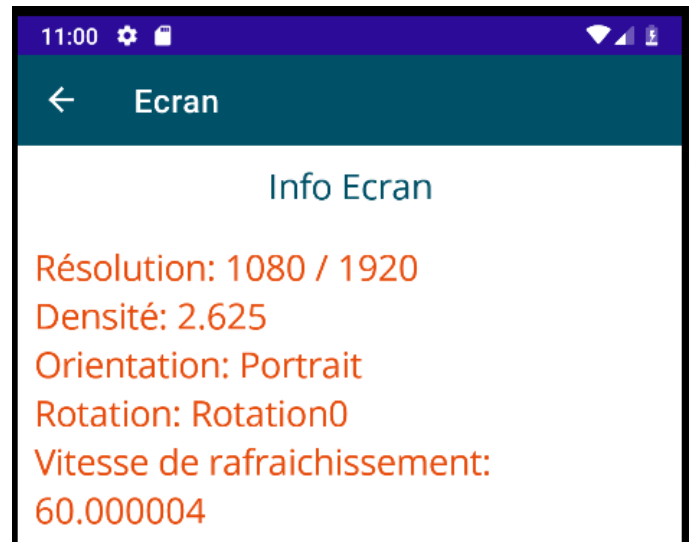 11:00
Ecran
Info Ecran
Résolution: 1080 / 1920
Densité: 2.625
Orientation: Portrait
Rotation: Rotation0
Vitesse de rafraichissement:
60.000004